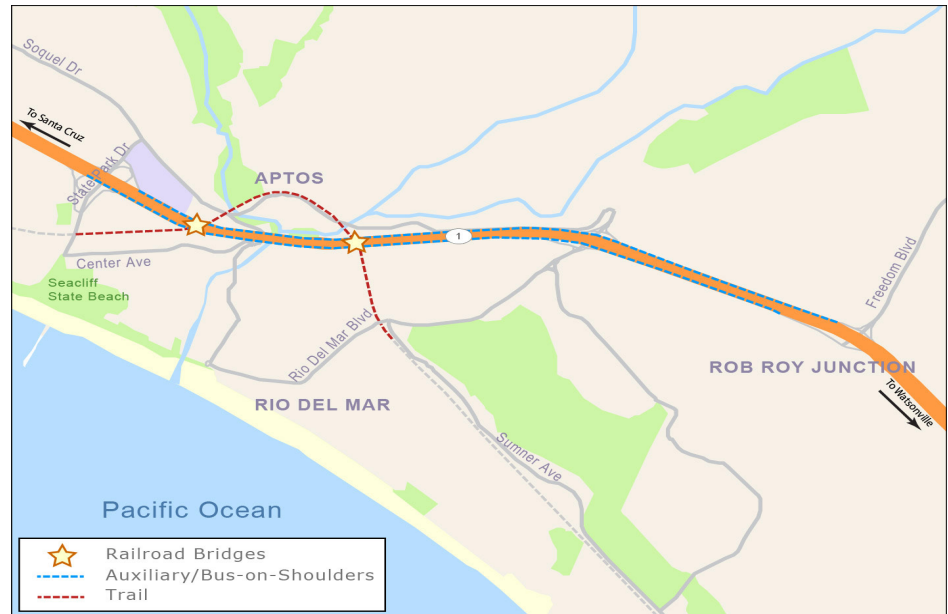 Soquel Dr
To Santa Cruz
State Park Dr
APTOS
1
Center Ave
Seacliff
State Beach
Freedom Blvd
Rio Del Mar Blvd
ROB ROY JUNCTION
To Watsonville
RIO DEL MAR
Sumner Ave
Pacific Ocean
Railroad Bridges
Auxiliary/Bus-on-Shoulders
Trail